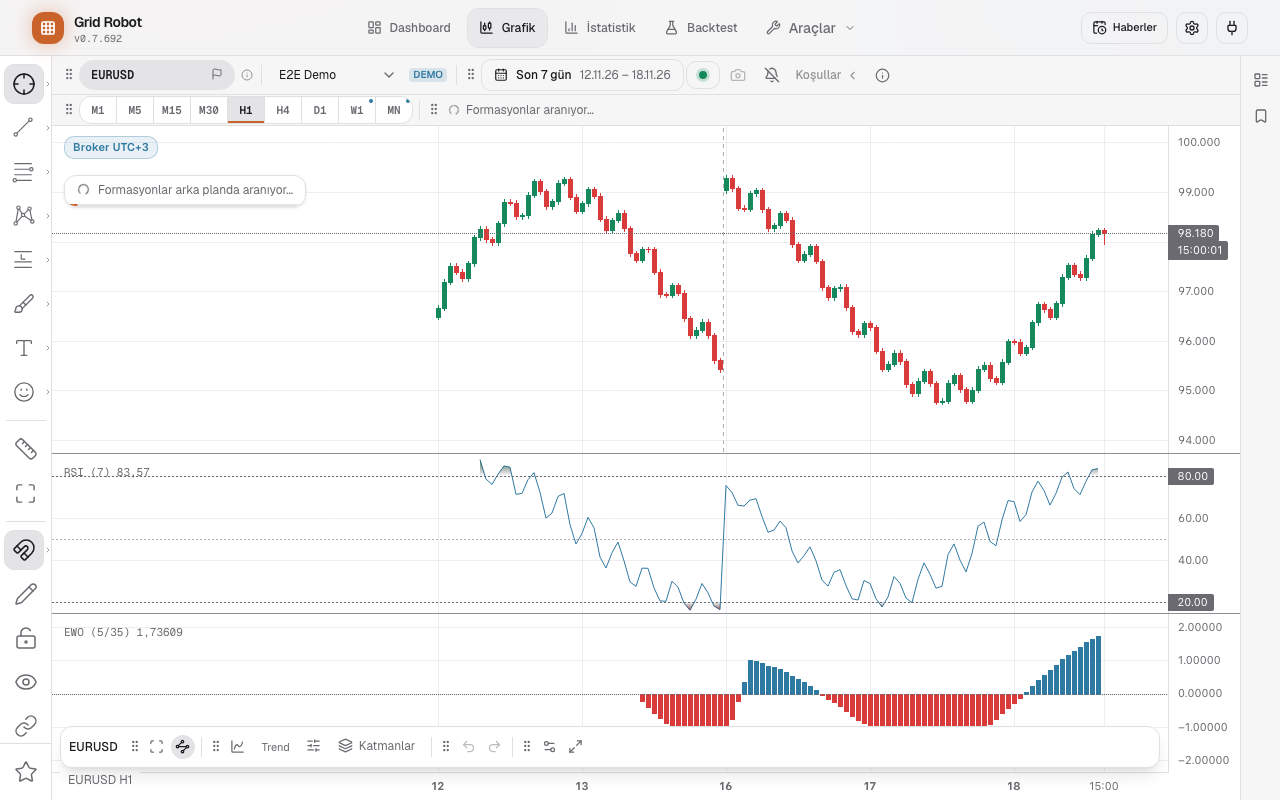 Grid Robot
v0.7.692
Dashboard
Grafik
İstatistik
Backtest
Araçlar
Haberler
EURUSD
E2E Demo
DEMO
Son 7 gün 12.11.26 – 18.11.26
Koşullar
M1 M5 M15 M30 H1 H4 D1 W1 MN
Formasyonlar aranıyor...
Broker UTC+3
Formasyonlar arka planda aranıyor...
100.000
99.000
98.180
15:00:01
97.000
96.000
95.000
94.000
RSI (7) 83,57
80.00
60.00
40.00
20.00
EWO (5/35) 1,73609
2.00000
1.00000
0.00000
−1.00000
−2.00000
EURUSD
Trend
Katmanlar
EURUSD H1
12 13 16 17 18 15:00